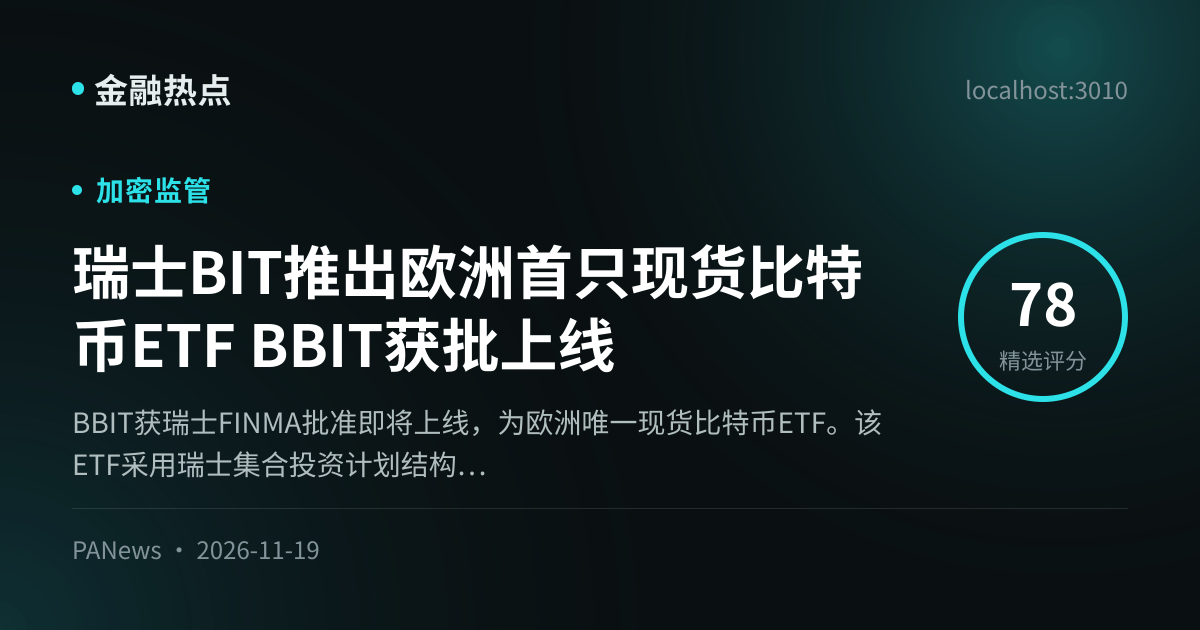 金融热点
localhost:3010
加密监管
瑞士BIT推出欧洲首只现货比特
币ETF BBIT获批上线
78
精选评分
BBIT获瑞士FINMA批准即将上线，为欧洲唯一现货比特币ETF。该
ETF采用瑞士集合投资计划结构…
PANews • 2026-11-19